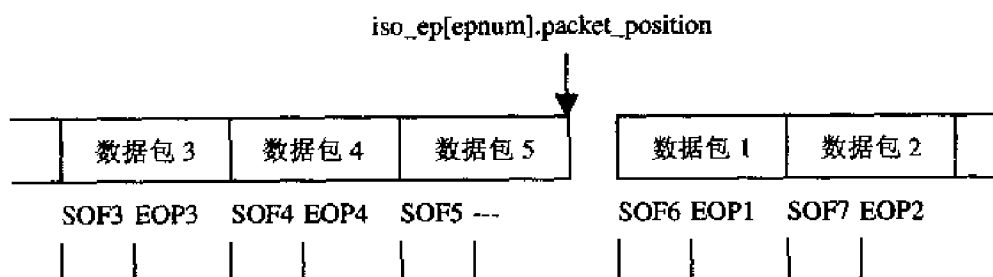 iso_ep[epnum].packet_position
数据包 3 数据包 4 数据包 5 数据包 1 数据包 2
SOF3 EOP3 SOF4 EOP4 SOF5 --- SOF6 EOP1 SOF7 EOP2